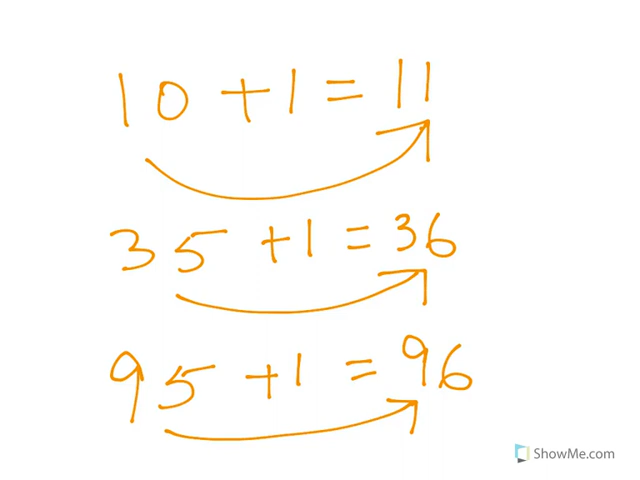 10 + 1 = 11
35 + 1 = 36
95 + 1 = 96
ShowMe.com